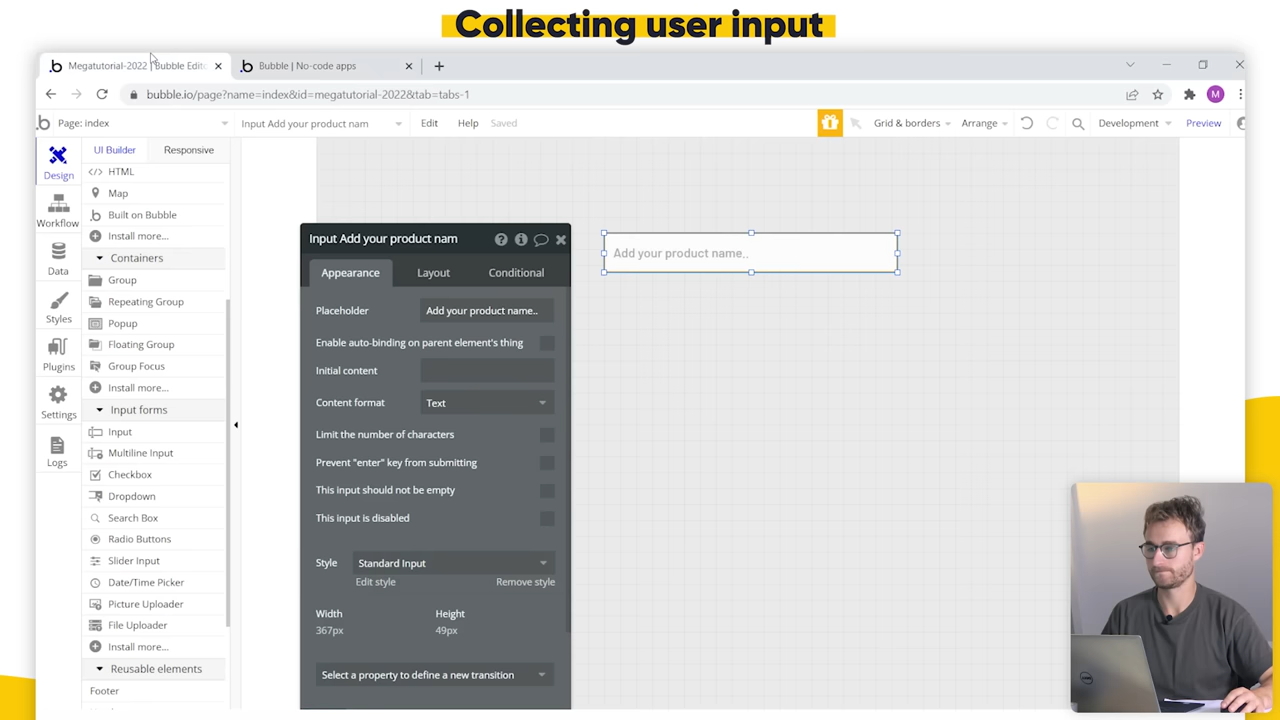 Collecting user input
Megatutorial-2022 | Bubble Edito
Bubble | No-code apps
bubble.io/page?name=index&id=megatutorial-2022&tab=tabs-1
M
Page: index
Input Add your product nam
Edit
Help
Saved
Grid & borders
Arrange
Development
Preview
Design
Workflow
Data
Styles
Plugins
Settings
Logs
UI Builder
Responsive
HTML
Map
Built on Bubble
Install more...
Containers
Group
Repeating Group
Popup
Floating Group
Group Focus
Install more...
Input forms
Input
Multiline Input
Checkbox
Dropdown
Search Box
Radio Buttons
Slider Input
Date/Time Picker
Picture Uploader
File Uploader
Install more...
Reusable elements
Footer
Input Add your product nam
Appearance
Layout
Conditional
Placeholder
Add your product name..
Enable auto-binding on parent element's thing
Initial content
Content format
Text
Limit the number of characters
Prevent "enter" key from submitting
This input should not be empty
This input is disabled
Style
Standard Input
Edit style
Remove style
Width
Height
367px
49px
Select a property to define a new transition
Add your product name..